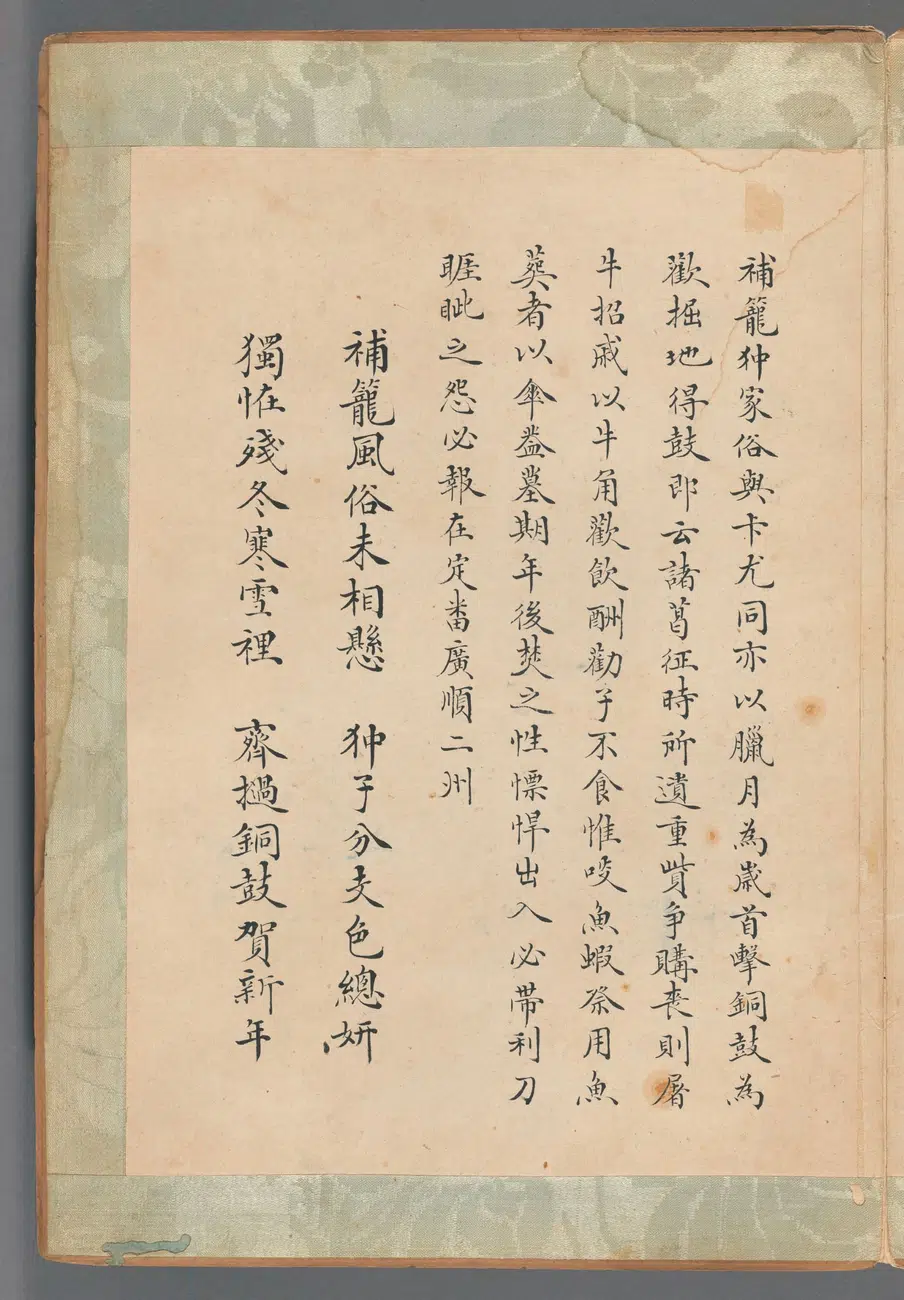 補籠狆家俗與卡尤同亦以臘月為歲首擊銅鼓為
歡掘地得鼓即云諸葛征時所遺重貲爭購喪則屠
牛招戚以牛角歡飲酬勸子不食惟啖魚蝦祭用魚
葬者以傘蓋墓期年後焚之性慓悍出入必帶利刀
睚眦之怨必報在定番廣順二州
補籠風俗未相懸 狆子分支色總妍
獨恠殘冬寒雪裡 齊撾銅鼓賀新年